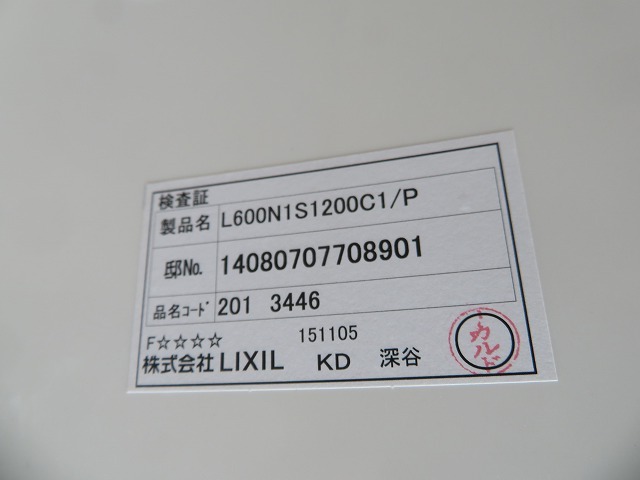 検査証
製品名 L600N1S1200C1/P
邸No. 14080707708901
品名コード 201 3446
F☆☆☆☆ 151105
株式会社 LIXIL KD 深谷